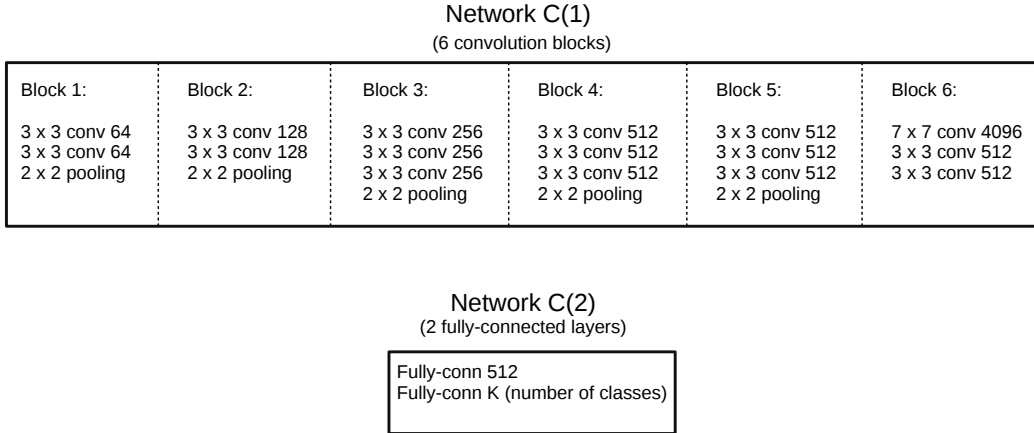 Network C(1)
(6 convolution blocks)
Block 1:
3 x 3 conv 64
3 x 3 conv 64
2 x 2 pooling
Block 2:
3 x 3 conv 128
3 x 3 conv 128
2 x 2 pooling
Block 3:
3 x 3 conv 256
3 x 3 conv 256
3 x 3 conv 256
2 x 2 pooling
Block 4:
3 x 3 conv 512
3 x 3 conv 512
3 x 3 conv 512
2 x 2 pooling
Block 5:
3 x 3 conv 512
3 x 3 conv 512
3 x 3 conv 512
2 x 2 pooling
Block 6:
7 x 7 conv 4096
3 x 3 conv 512
3 x 3 conv 512
Network C(2)
(2 fully-connected layers)
Fully-conn 512
Fully-conn K (number of classes)